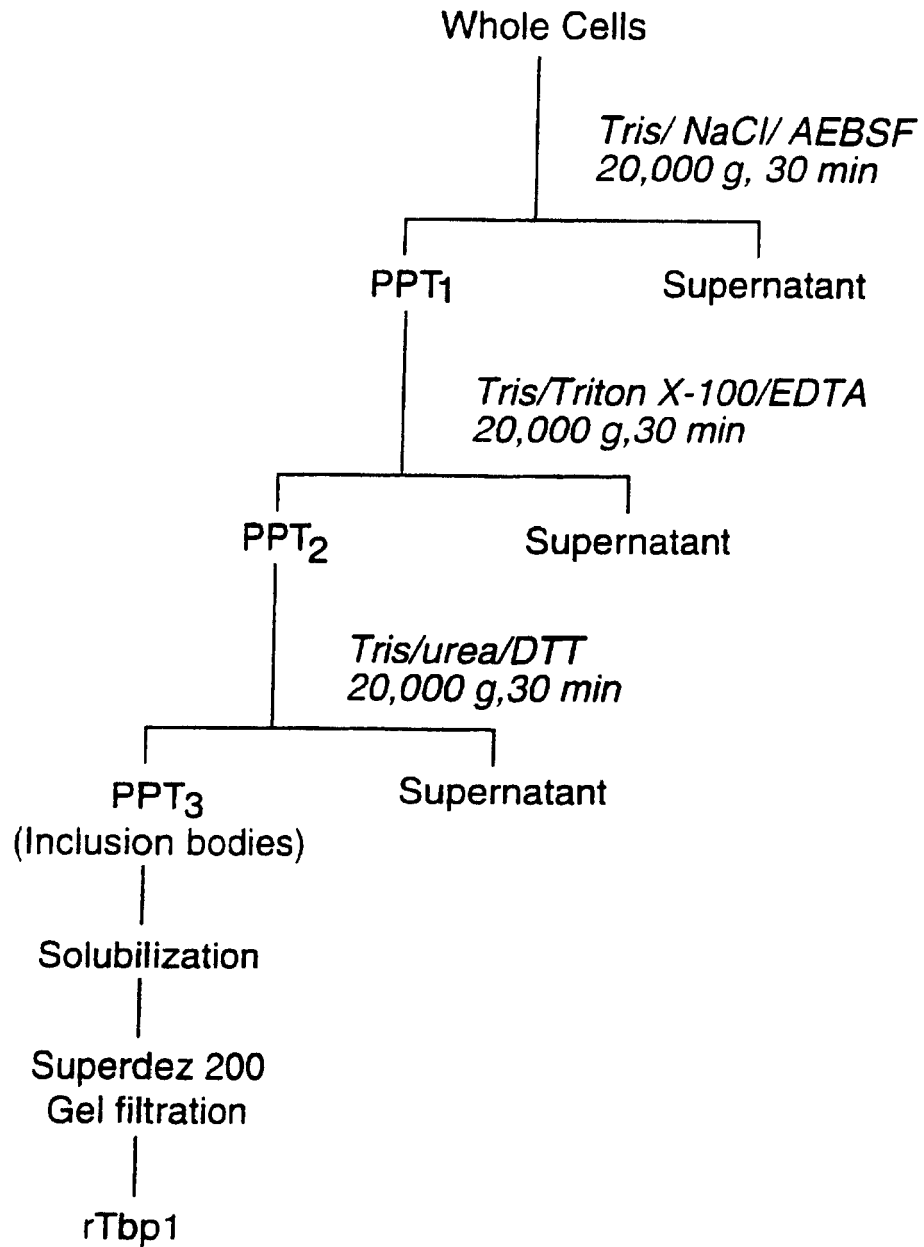 Whole Cells
Tris/ NaCl/ AEBSF
20,000 g, 30 min
PPT1 Supernatant
Tris/Triton X-100/EDTA
20,000 g,30 min
PPT2 Supernatant
Tris/urea/DTT
20,000 g,30 min
PPT3 Supernatant
(Inclusion bodies)
Solubilization
Superdez 200
Gel filtration
rTbp1